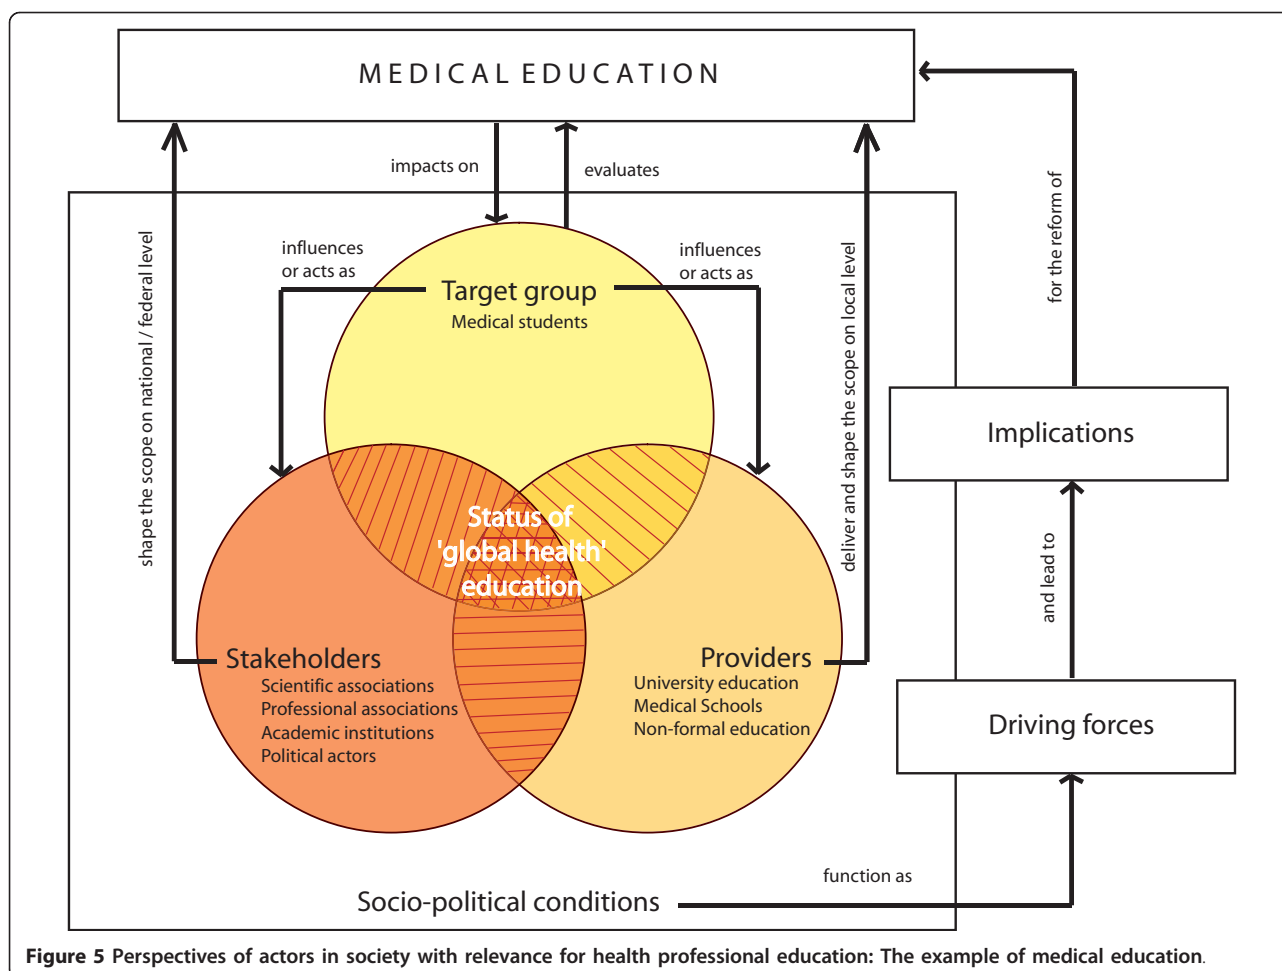 MEDICAL EDUCATION
impacts on
evaluates
for the reform of
shape the scope on national / federal level
influences
or acts as
influences
or acts as
deliver and shape the scope on local level
Target group
Medical students
Implications
Status of
'global health'
education
and lead to
Stakeholders
Scientific associations
Professional associations
Academic institutions
Political actors
Providers
University education
Medical Schools
Non-formal education
Driving forces
function as
Socio-political conditions
Figure 5 Perspectives of actors in society with relevance for health professional education: The example of medical education.